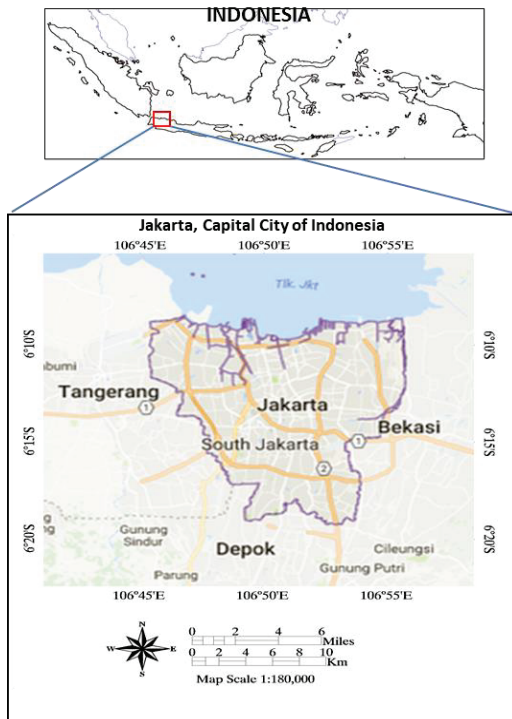 INDONESIA
Jakarta, Capital City of Indonesia
106°45'E 106°50'E 106°55'E
Tlk. Jkt
6°10'S 6°10'S
bumi
Tangerang
1
Jakarta
Bekasi
South Jakarta
1
6°15'S 6°15'S
2
Gunung
Sindur
Depok
Cileungsi
6°20'S 6°20'S
Parung
Gunung Putri
106°45'E 106°50'E 106°55'E
N
W E
S
0 2 4 6
Miles
0 2 4 6 8 10
Km
Map Scale 1:180,000